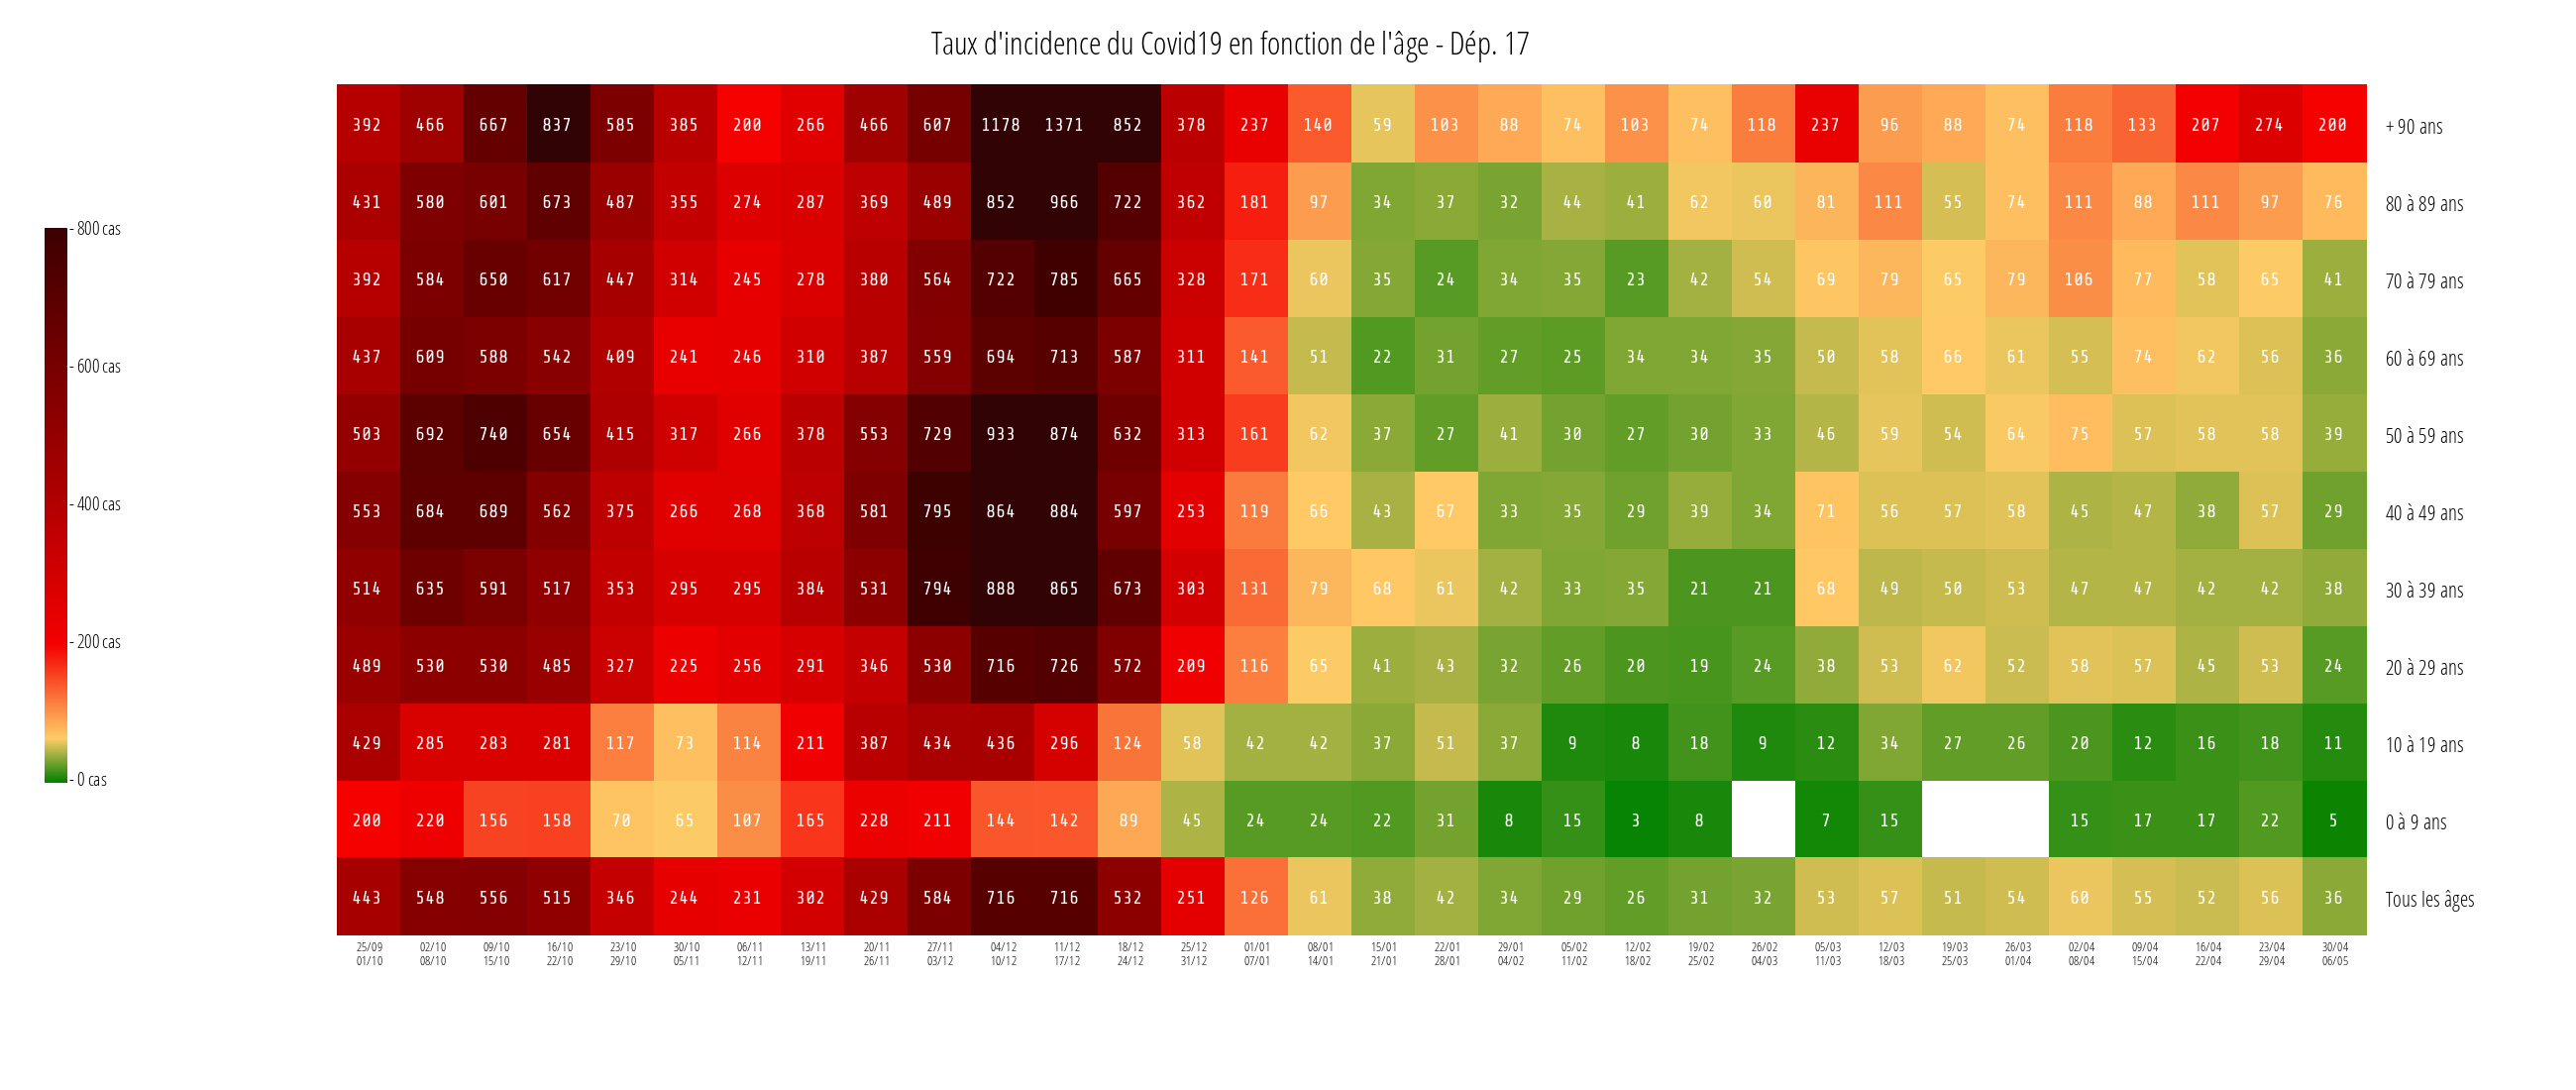 Taux d'incidence du Covid19 en fonction de l'âge - Dép. 17
- 800 cas
- 600 cas
- 400 cas
- 200 cas
- 0 cas
392 466 667 837 585 385 200 266 466 607 1178 1371 852 378 237 140 59 103 88 74 103 74 118 237 96 88 74 118 133 207 274 200 + 90 ans
431 580 601 673 487 355 274 287 369 489 852 966 722 362 181 97 34 37 32 44 41 62 60 81 111 55 74 111 88 111 97 76 80 à 89 ans
392 584 650 617 447 314 245 278 380 564 722 785 665 328 171 60 35 24 34 35 23 42 54 69 79 65 79 106 77 58 65 41 70 à 79 ans
437 609 588 542 409 241 246 310 387 559 694 713 587 311 141 51 22 31 27 25 34 34 35 50 58 66 61 55 74 62 56 36 60 à 69 ans
503 692 740 654 415 317 266 378 553 729 933 874 632 313 161 62 37 27 41 30 27 30 33 46 59 54 64 75 57 58 58 39 50 à 59 ans
553 684 689 562 375 266 268 368 581 795 864 884 597 253 119 66 43 67 33 35 29 39 34 71 56 57 58 45 47 38 57 29 40 à 49 ans
514 635 591 517 353 295 295 384 531 794 888 865 673 303 131 79 68 61 42 33 35 21 21 68 49 50 53 47 47 42 42 38 30 à 39 ans
489 530 530 485 327 225 256 291 346 530 716 726 572 209 116 65 41 43 32 26 20 19 24 38 53 62 52 58 57 45 53 24 20 à 29 ans
429 285 283 281 117 73 114 211 387 434 436 296 124 58 42 42 37 51 37 9 8 18 9 12 34 27 26 20 12 16 18 11 10 à 19 ans
200 220 156 158 70 65 107 165 228 211 144 142 89 45 24 24 22 31 8 15 3 8 7 15 15 17 17 22 5 0 à 9 ans
443 548 556 515 346 244 231 302 429 584 716 716 532 251 126 61 38 42 34 29 26 31 32 53 57 51 54 60 55 52 56 36 Tous les âges
25/09 02/10 09/10 16/10 23/10 30/10 06/11 13/11 20/11 27/11 04/12 11/12 18/12 25/12 01/01 08/01 15/01 22/01 29/01 05/02 12/02 19/02 26/02 05/03 12/03 19/03 26/03 02/04 09/04 16/04 23/04 30/04
01/10 08/10 15/10 22/10 29/10 05/11 12/11 19/11 26/11 03/12 10/12 17/12 24/12 31/12 07/01 14/01 21/01 28/01 04/02 11/02 18/02 25/02 04/03 11/03 18/03 25/03 01/04 08/04 15/04 22/04 29/04 06/05